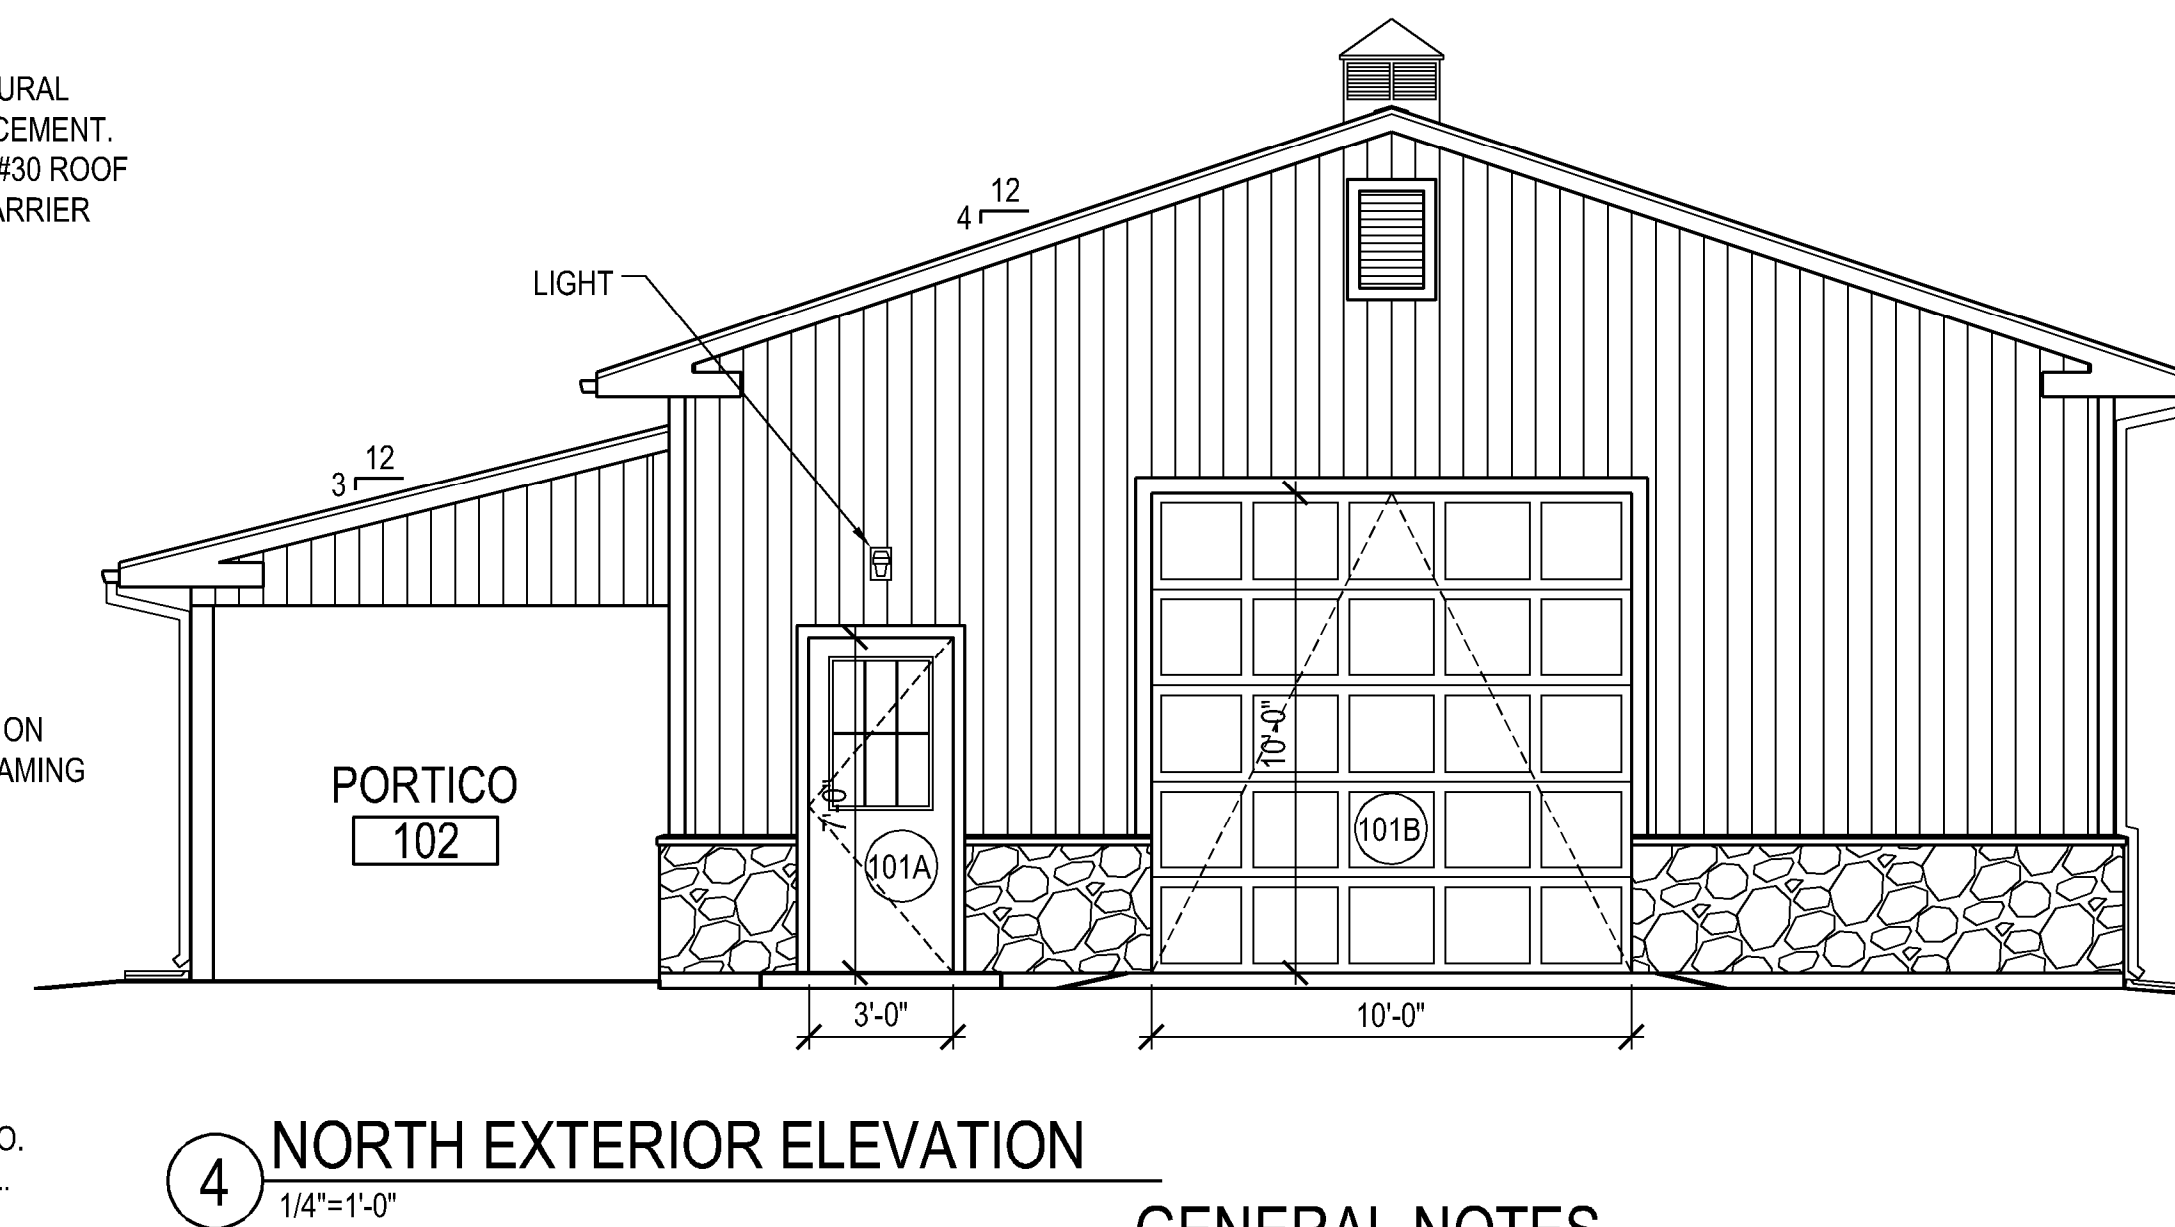 URAL
CEMENT.
#30 ROOF
ARRIER
12
4
LIGHT
12
3
ON
AMING
PORTICO
102
7'-0"
101A
10'-0"
101B
3'-0"
10'-0"
O.
..
4
NORTH EXTERIOR ELEVATION
1/4"=1'-0"
GENERAL NOTES